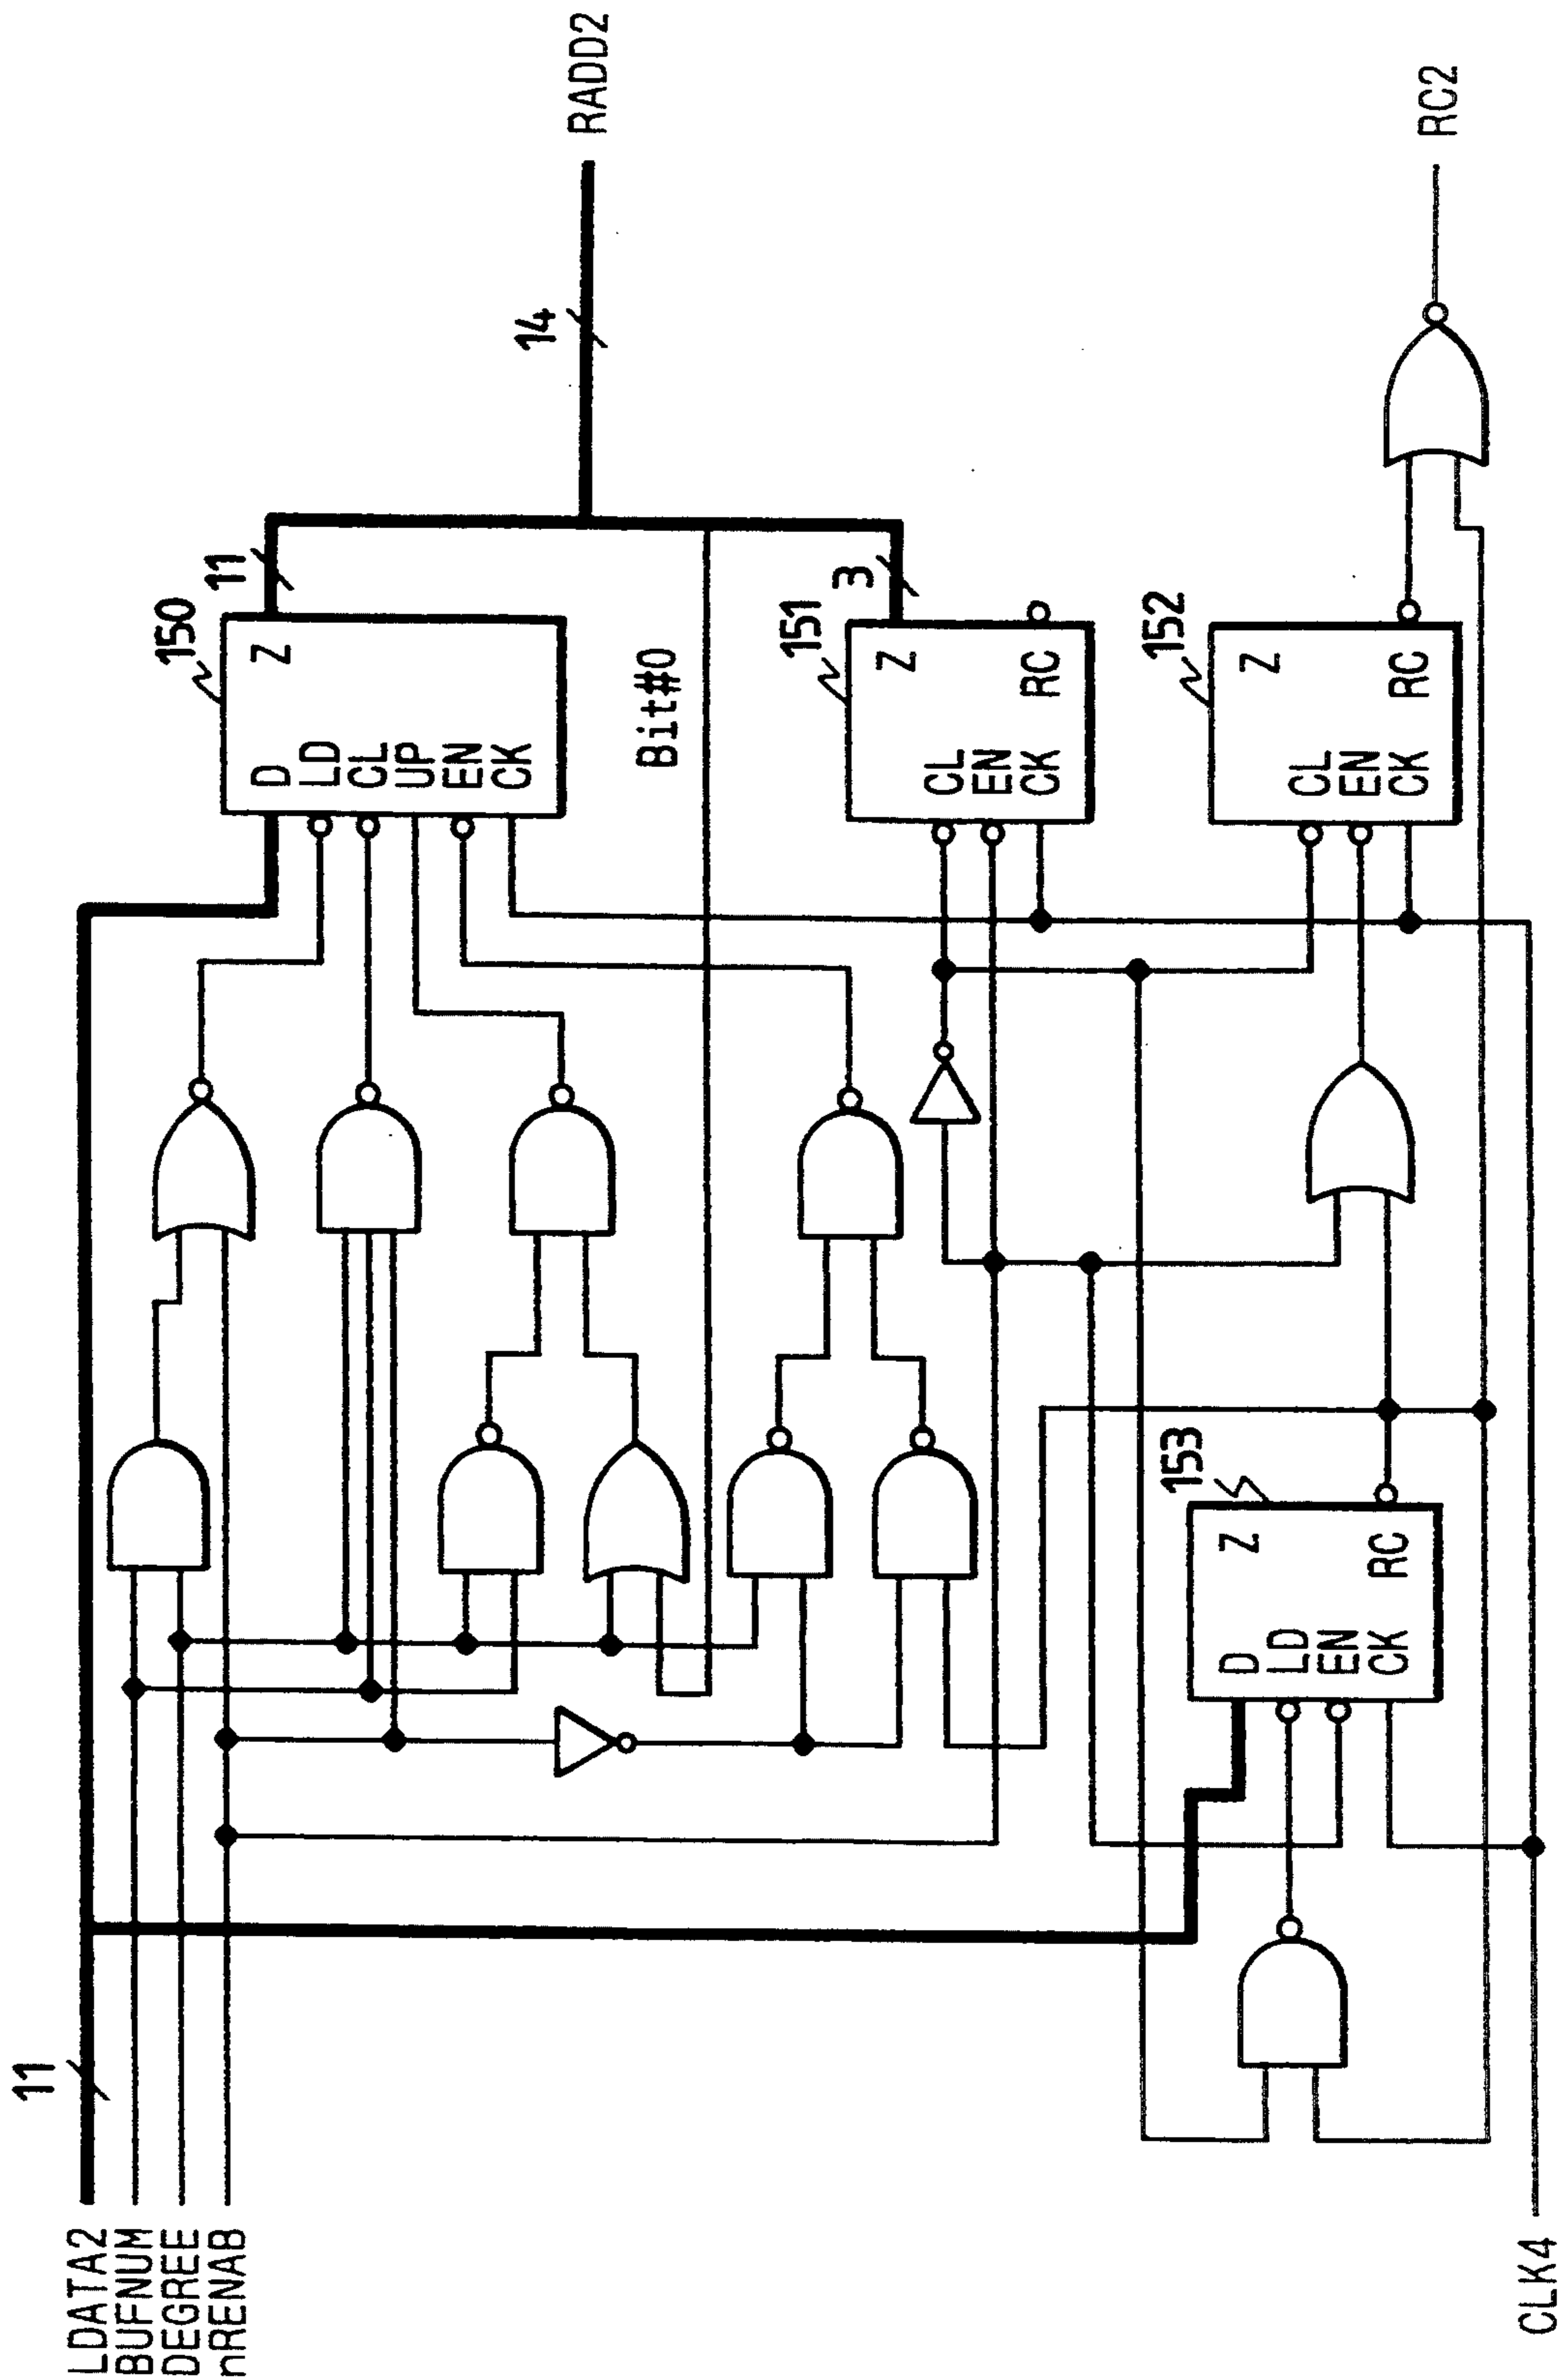 LDATA2
BUFNUM
DEGREE
nRENAB
11
CLK4
150
D
LD
CL
UP
EN
CK
Z
11
Bit#0
14
RADD2
151
CL
EN
CK
Z
RC
3
152
CL
EN
CK
Z
RC
153
D
LD
EN
CK
Z
RC
RC2